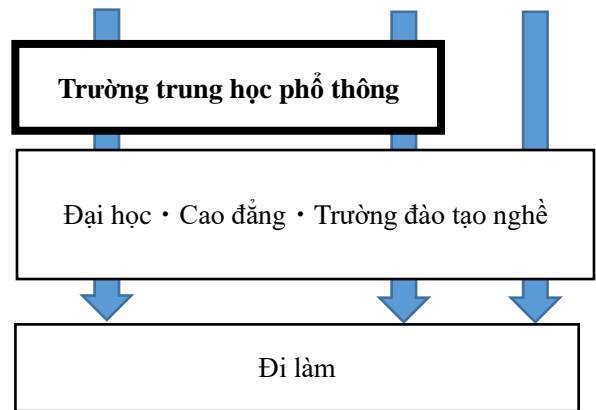 Trường trung học phổ thông
Đại học・Cao đẳng・Trường đào tạo nghề
Đi làm